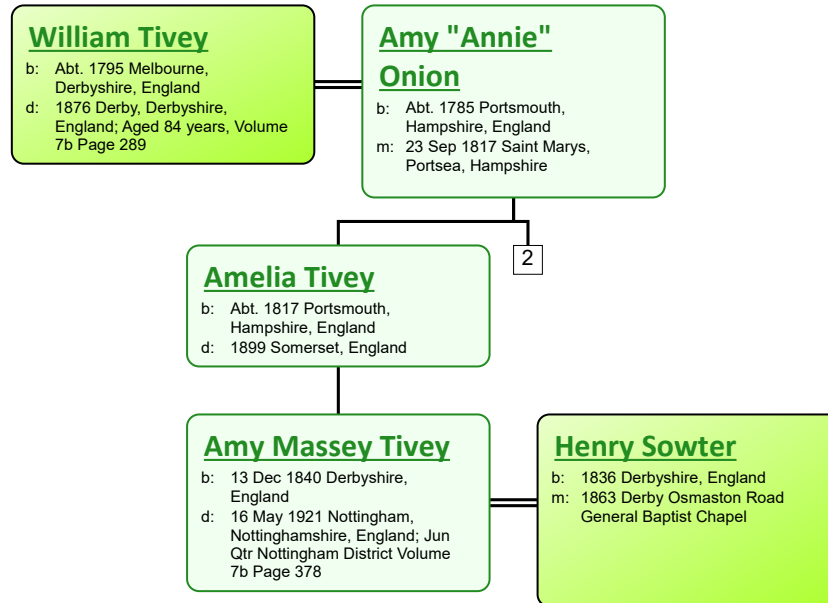 William Tivey
b: Abt. 1795 Melbourne,
Derbyshire, England
d: 1876 Derby, Derbyshire,
England; Aged 84 years, Volume
7b Page 289
Amy "Annie"
Onion
b: Abt. 1785 Portsmouth,
Hampshire, England
m: 23 Sep 1817 Saint Marys,
Portsea, Hampshire
2
Amelia Tivey
b: Abt. 1817 Portsmouth,
Hampshire, England
d: 1899 Somerset, England
Amy Massey Tivey
b: 13 Dec 1840 Derbyshire,
England
d: 16 May 1921 Nottingham,
Nottinghamshire, England; Jun
Qtr Nottingham District Volume
7b Page 378
Henry Sowter
b: 1836 Derbyshire, England
m: 1863 Derby Osmaston Road
General Baptist Chapel